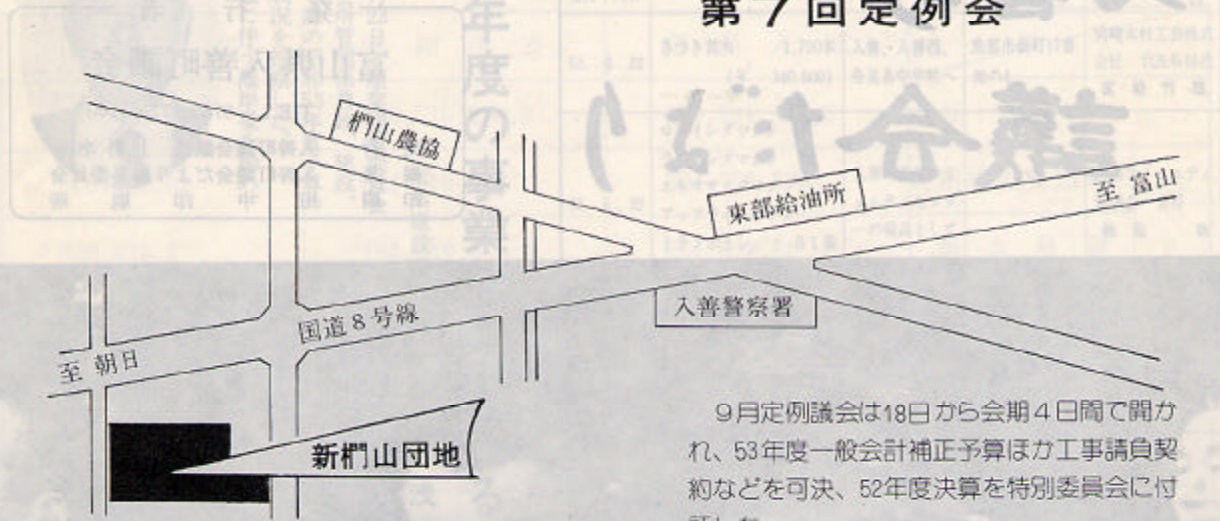 第7回定例会
椚山農協
東部給油所
至 富山
入善警察署
国道8号線
至 朝日
新椚山団地
9月定例議会は18日から会期4日間で開か
れ、53年度一般会計補正予算ほか工事請負契
約などを可決、52年度決算を特別委員会に付